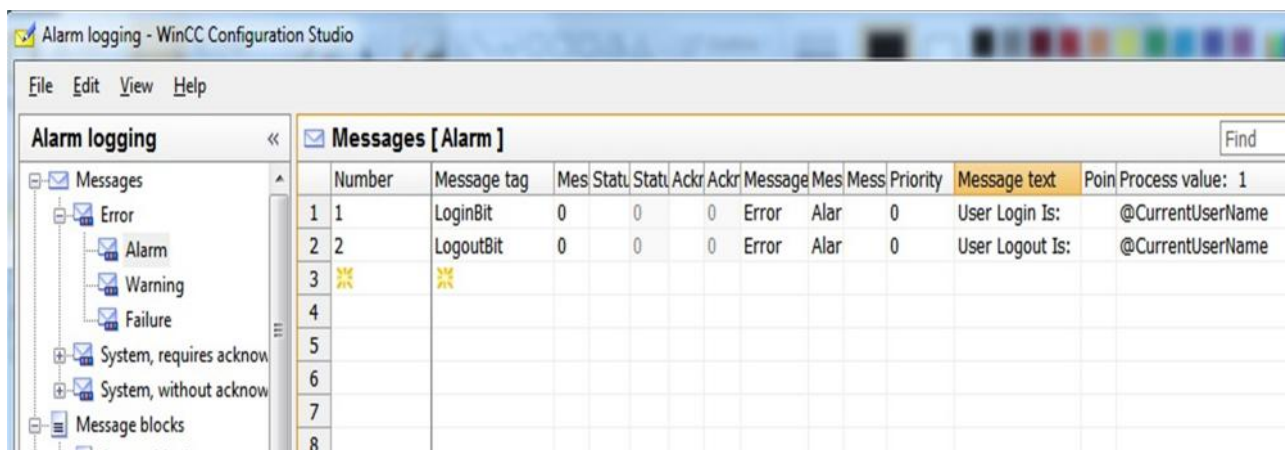 Alarm logging - WinCC Configuration Studio
File Edit View Help
Alarm logging «
Messages
Error
Alarm
Warning
Failure
System, requires acknow
System, without acknow
Message blocks
Messages [ Alarm ]
Find
Number Message tag Mes Statu Statu Ackr Ackr Message Mes Mess Priority Message text Poin Process value: 1
1 1 LoginBit 0 0 0 Error Alar 0 User Login Is: @CurrentUserName
2 2 LogoutBit 0 0 0 Error Alar 0 User Logout Is: @CurrentUserName
3
4
5
6
7
8